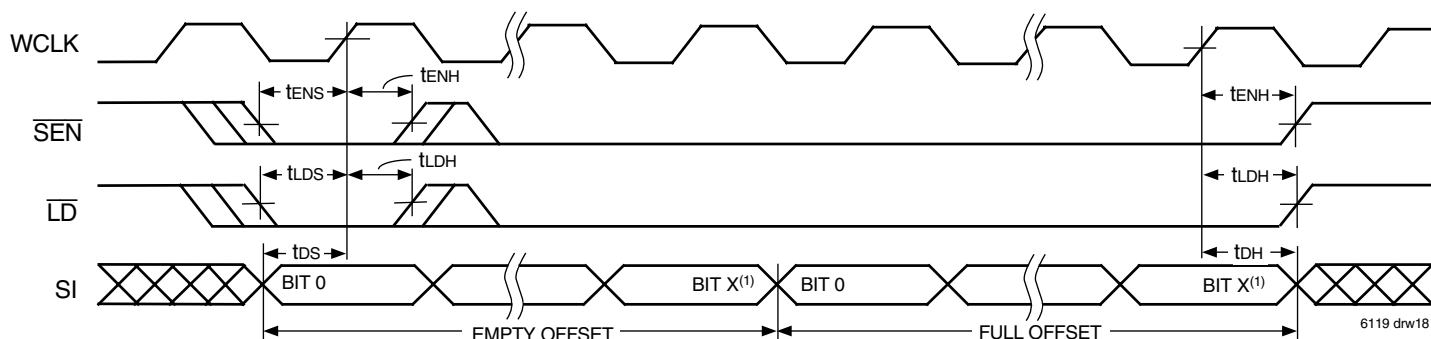 WCLK
tENH
tENS
tENH
SEN
tLDH
tLDS
tLDH
LD
tDS
tDH
SI
BIT 0
BIT X(1)
BIT 0
BIT X(1)
EMPTY OFFSET
FULL OFFSET
6119 drw18